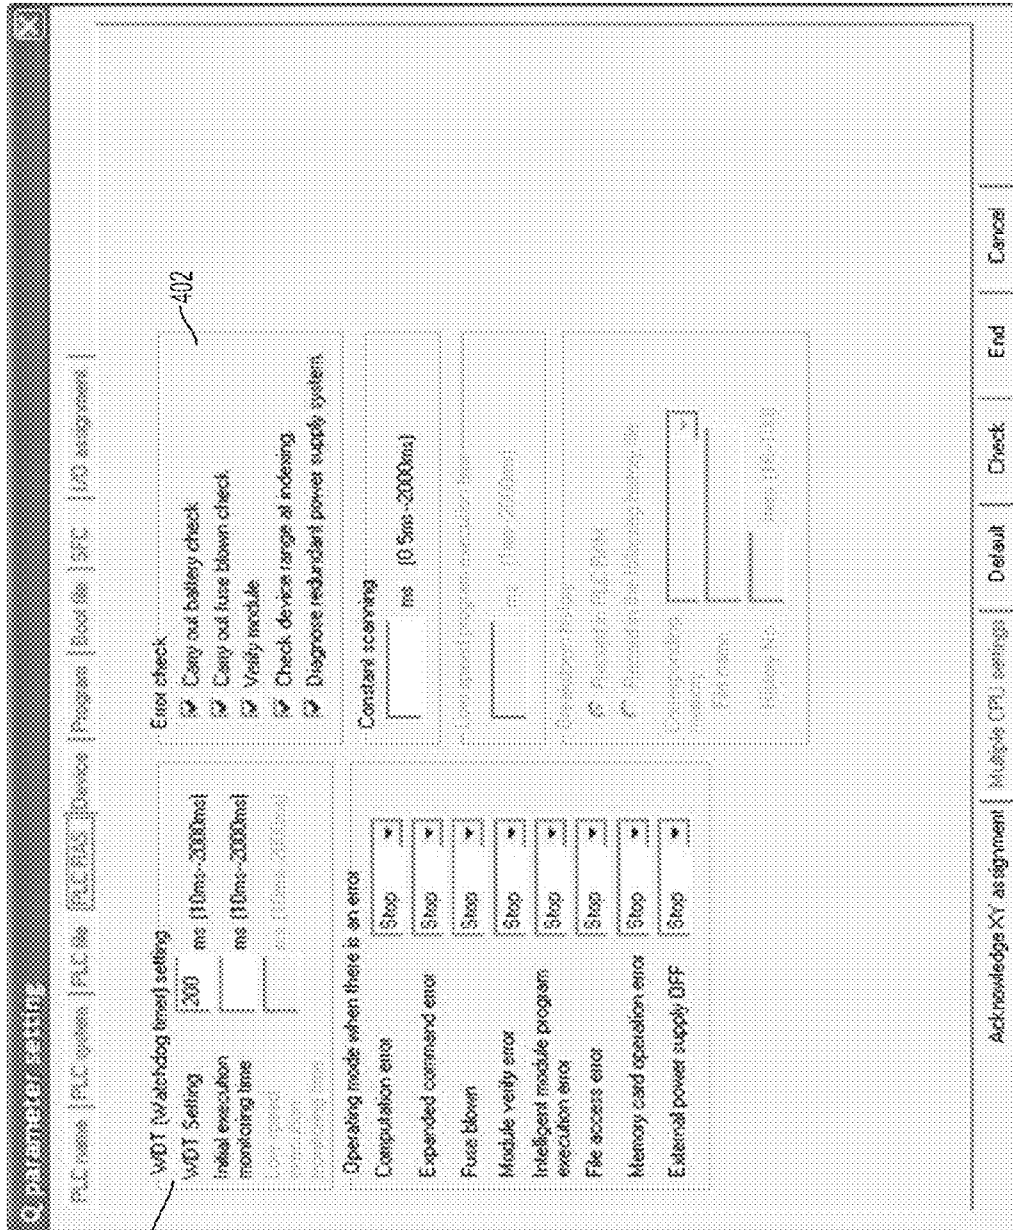 Q parameter setting
PLC name
PLC system
PLC file
PLC RAS
Device
Program
Boot file
SFC
I/O assignment
WDT (Watchdog timer) setting
WDT Setting 200 ms (10ms~2000ms)
Initial execution
monitoring time ms (10ms~2000ms)
Operating mode when there is an error
Computation error Stop
Expended command error Stop
Fuse blown Stop
Module verify error Stop
Intelligent module program
execution error Stop
File access error Stop
Memory card operation error Stop
External power supply OFF Stop
Error check
Carry out battery check
Carry out fuse blown check
Verify module
Check device range at indexing
Diagnose redundant power supply system
402
Constant scanning
ms (0.5ms~2000ms)
Acknowledge XY assignment
Multiple CPU settings
Default
Check
End
Cancel